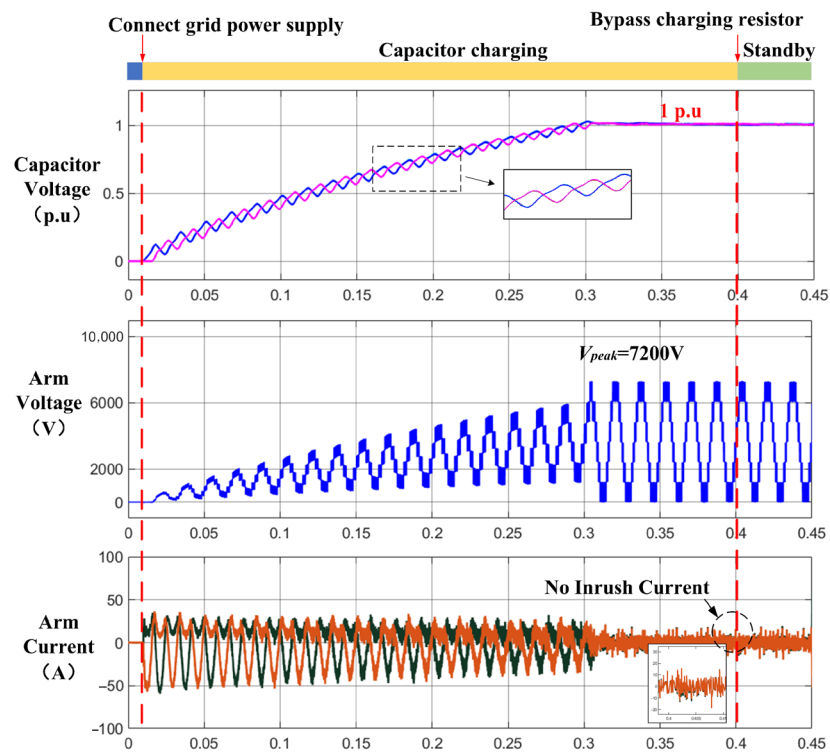 Connect grid power supply
Bypass charging resistor
Capacitor charging
Standby
1 p.u
Capacitor
Voltage
（p.u）
1
0.5
0
0 0.05 0.1 0.15 0.2 0.25 0.3 0.35 0.4 0.45
Vpeak=7200V
Arm
Voltage
（V）
10,000
6000
2000
0
0 0.05 0.1 0.15 0.2 0.25 0.3 0.35 0.4 0.45
No Inrush Current
Arm
Current
（A）
100
50
0
−50
−100
0 0.05 0.1 0.15 0.2 0.25 0.3 0.35 0.4 0.45